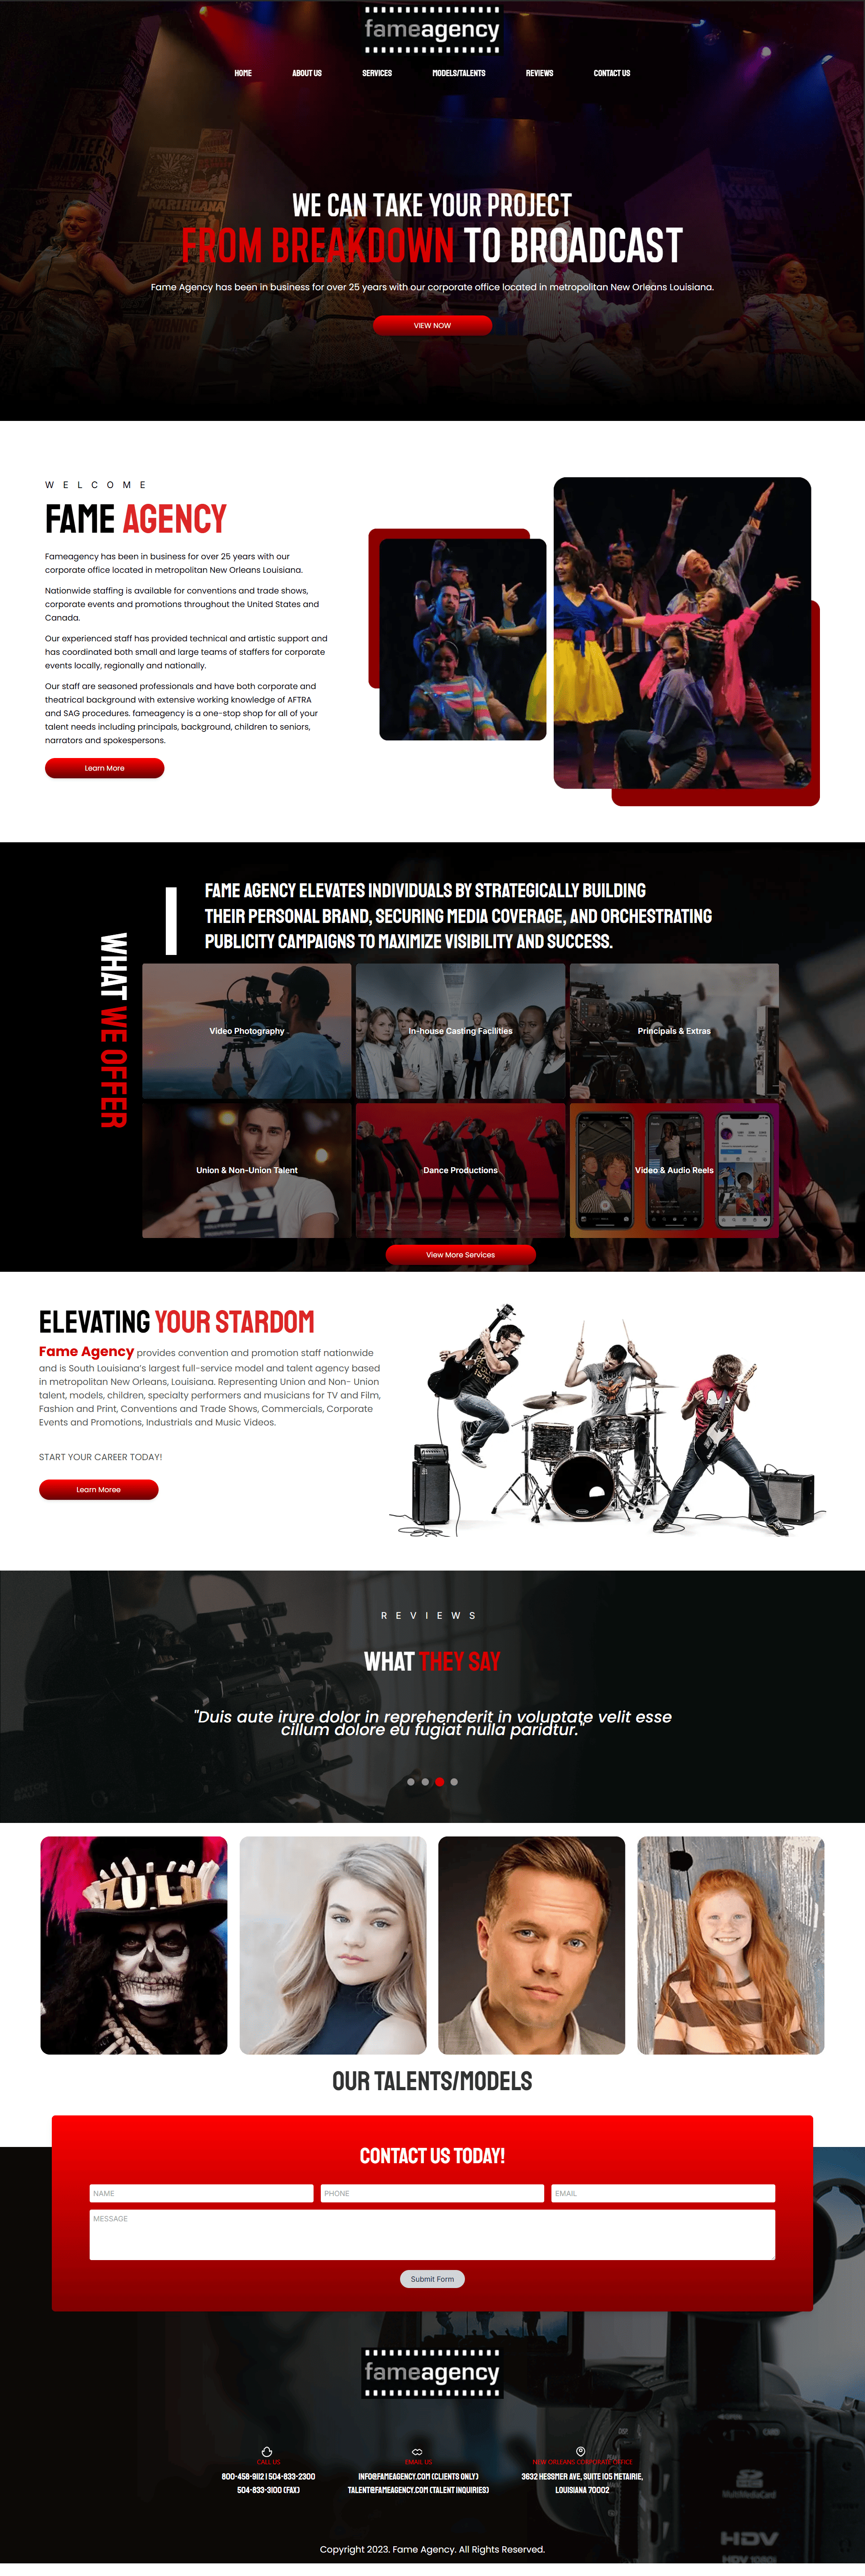 fameagency
HOME ABOUT US SERVICES MODELS/TALENTS REVIEWS CONTACT US
WE CAN TAKE YOUR PROJECT
FROM BREAKDOWN TO BROADCAST
Fame Agency has been in business for over 25 years with our corporate office located in metropolitan New Orleans Louisiana.
VIEW NOW
WELCOME
FAME AGENCY
Fameagency has been in business for over 25 years with our
corporate office located in metropolitan New Orleans Louisiana.
Nationwide staffing is available for conventions and trade shows,
corporate events and promotions throughout the United States and
Canada.
Our experienced staff has provided technical and artistic support and
has coordinated both small and large teams of staffers for corporate
events locally, regionally and nationally.
Our staff are seasoned professionals and have both corporate and
theatrical background with extensive working knowledge of AFTRA
and SAG procedures. fameagency is a one-stop shop for all of your
talent needs including principals, background, children to seniors,
narrators and spokespersons.
Learn More
WHAT WE OFFER
FAME AGENCY ELEVATES INDIVIDUALS BY STRATEGICALLY BUILDING
THEIR PERSONAL BRAND, SECURING MEDIA COVERAGE, AND ORCHESTRATING
PUBLICITY CAMPAIGNS TO MAXIMIZE VISIBILITY AND SUCCESS.
Video Photography
In-house Casting Facilities
Principals & Extras
Union & Non-Union Talent
Dance Productions
Video & Audio Reels
View More Services
ELEVATING YOUR STARDOM
Fame Agency provides convention and promotion staff nationwide
and is South Louisiana's largest full-service model and talent agency based
in metropolitan New Orleans, Louisiana. Representing Union and Non- Union
talent, models, children, specialty performers and musicians for TV and Film,
Fashion and Print, Conventions and Trade Shows, Commercials, Corporate
Events and Promotions, Industrials and Music Videos.
START YOUR CAREER TODAY!
Learn Moree
REVIEWS
WHAT THEY SAY
"Duis aute irure dolor in reprehenderit in voluptate velit esse
cillum dolore eu fugiat nulla pariatur."
ZULU
OUR TALENTS/MODELS
CONTACT US TODAY!
NAME PHONE EMAIL
MESSAGE
Submit Form
fameagency
CALL US
800-458-9112 | 504-833-2300
504-833-3100 (FAX)
EMAIL US
INFO@FAMEAGENCY.COM (CLIENTS ONLY)
TALENT@FAMEAGENCY.COM (TALENT INQUIRIES)
NEW ORLEANS CORPORATE OFFICE
3632 HESSMER AVE, SUITE 105 METAIRIE,
LOUISIANA 70002
DISP
CARD
MultiMediaCard
HDV
HDV 1080i
Copyright 2023. Fame Agency. All Rights Reserved.